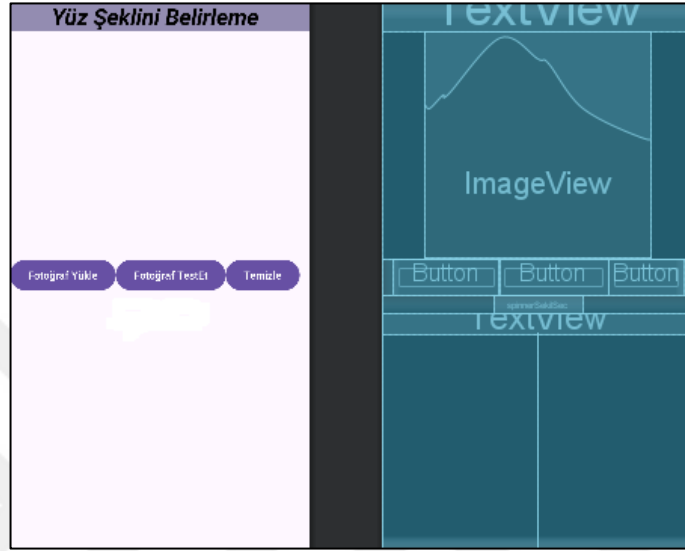 Yüz Şeklini Belirleme
TextView
ImageView
Fotoğraf Yükle Fotoğraf TestEt Temizle
Button Button Button
spinnerSekilSec
TextView